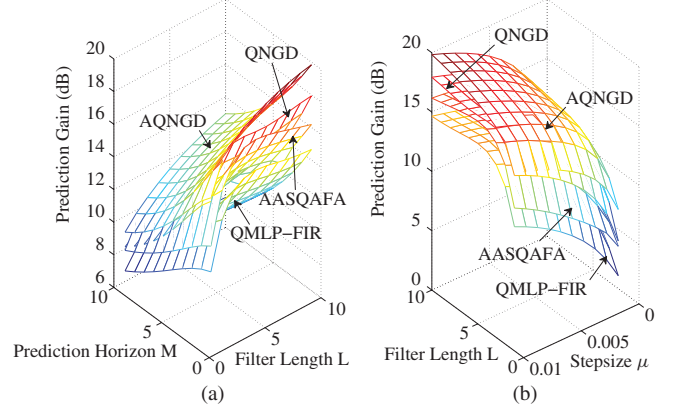 Prediction Gain (dB)
20
18
16
14
12
10
8
6
QNGD
AQNGD
AASQAFA
QMLP–FIR
10
5
0
Prediction Horizon M
0
5
10
Filter Length L
(a)
Prediction Gain (dB)
20
15
10
5
0
QNGD
AQNGD
AASQAFA
QMLP–FIR
10
5
0
Filter Length L
0.01
0.005
0
Stepsize μ
(b)